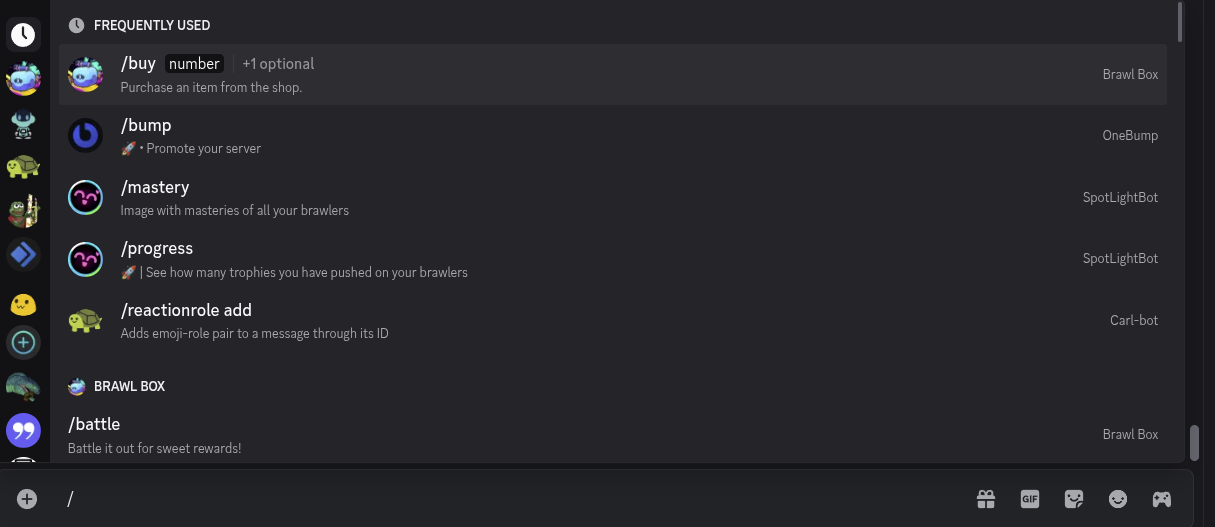 FREQUENTLY USED
/buy number +1 optional
Purchase an item from the shop.
Brawl Box
/bump
🚀 • Promote your server
OneBump
/mastery
Image with masteries of all your brawlers
SpotLightBot
/progress
🚀 | See how many trophies you have pushed on your brawlers
SpotLightBot
/reactionrole add
Adds emoji-role pair to a message through its ID
Carl-bot
BRAWL BOX
/battle
Battle it out for sweet rewards!
Brawl Box
/
GIF